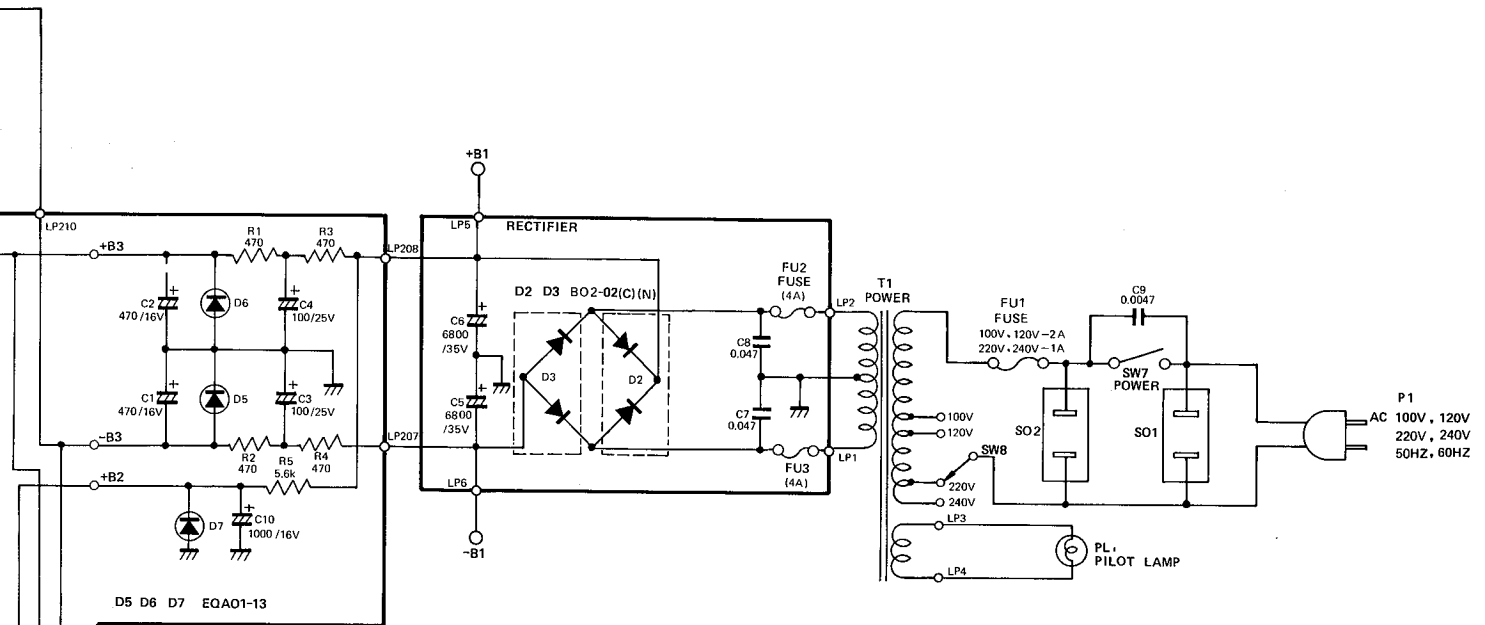 +B1
LP5
RECTIFIER
LP210
+B3
R1
470
R3
470
LP208
C2
470/16V
D6
C4
100/25V
C1
470/16V
D5
C3
100/25V
-B3
R2
470
R4
470
LP207
+B2
R5
5.6k
D7
C10
1000/16V
D5 D6 D7 EQA01-13
C6
6800
/35V
C5
6800
/35V
D2 D3 BO2-02(C)(N)
D3
D2
LP6
-B1
FU2
FUSE
(4A)
LP2
C8
0.047
C7
0.047
FU3
(4A)
LP1
T1
POWER
FU1
FUSE
100V, 120V-2A
220V, 240V-1A
C9
0.0047
SW7
POWER
100V
120V
SW8
220V
240V
LP3
LP4
SO2
SO1
P1
AC 100V, 120V
220V, 240V
50HZ, 60HZ
PL,
PILOT LAMP